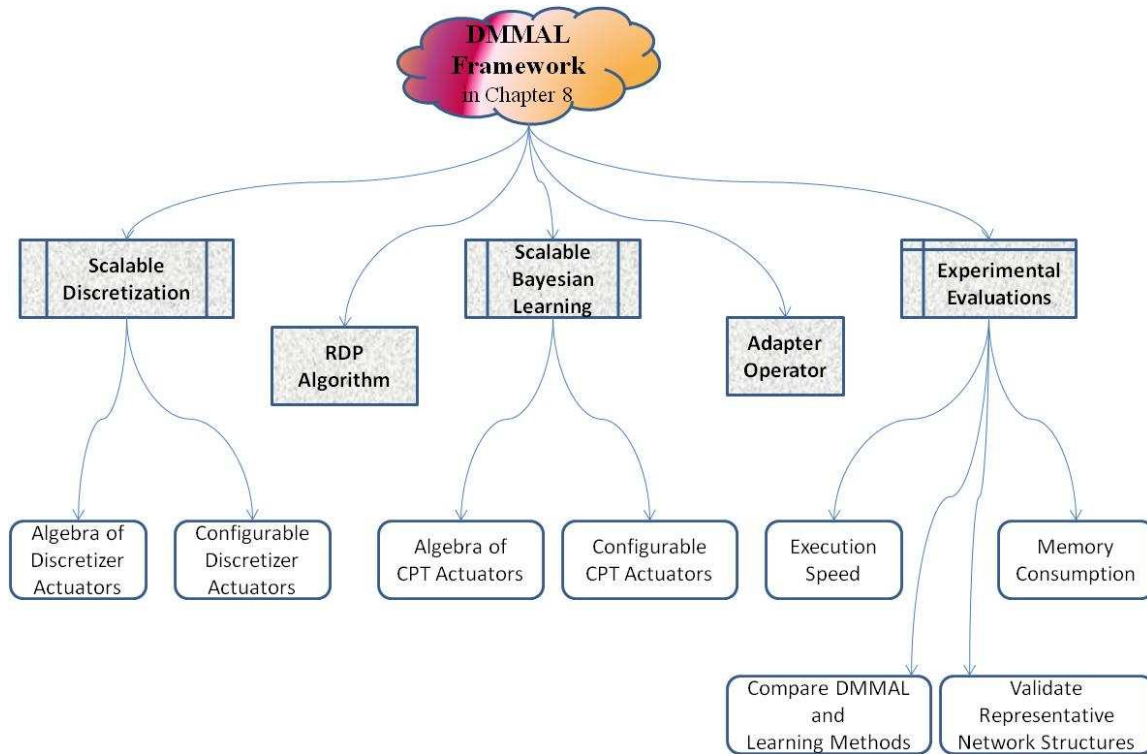 DMMAL
Framework
in Chapter 8
Scalable
Discretization
RDP
Algorithm
Scalable
Bayesian
Learning
Adapter
Operator
Experimental
Evaluations
Algebra of
Discretizer
Actuators
Configurable
Discretizer
Actuators
Algebra of
CPT Actuators
Configurable
CPT Actuators
Execution
Speed
Memory
Consumption
Compare DMMAL
and
Learning Methods
Validate
Representative
Network Structures